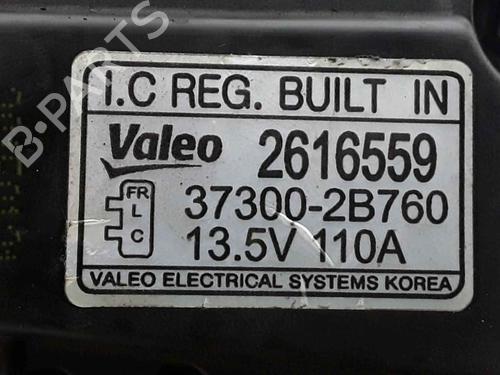 B-PARTS
I.C REG. BUILT IN
Valeo 2616559
FR
L
C
37300-2B760
13.5V 110A
VALEO ELECTRICAL SYSTEMS KOREA